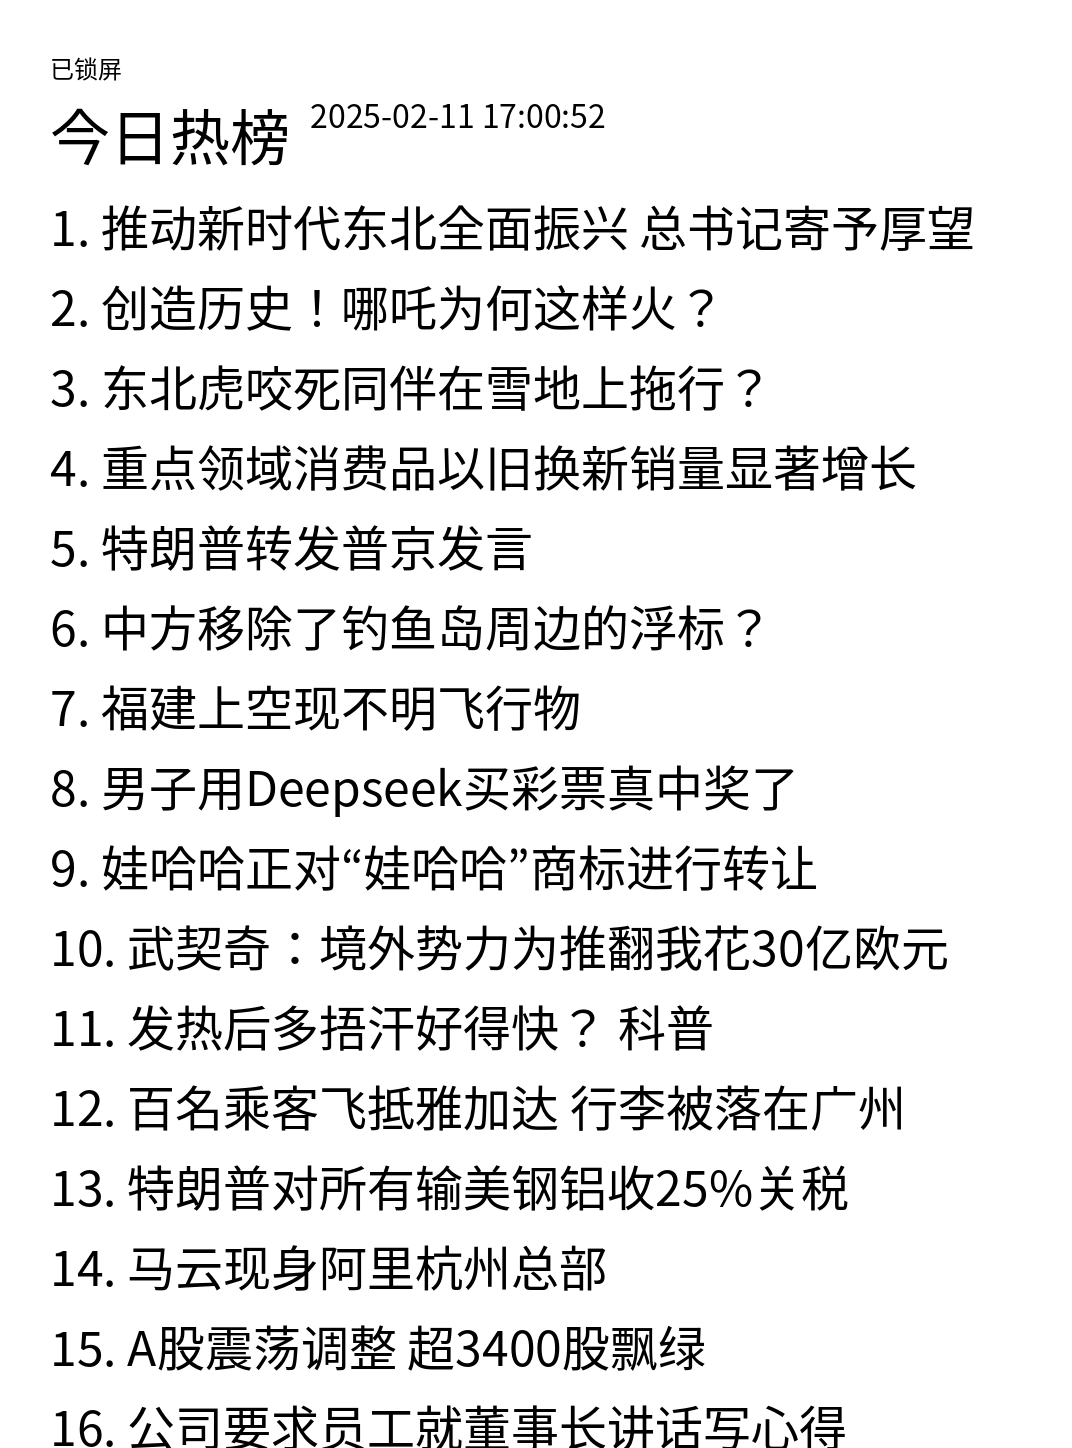 已锁屏
今日热榜 2025-02-11 17:00:52
1. 推动新时代东北全面振兴 总书记寄予厚望
2. 创造历史！哪吒为何这样火？
3. 东北虎咬死同伴在雪地上拖行？
4. 重点领域消费品以旧换新销量显著增长
5. 特朗普转发普京发言
6. 中方移除了钓鱼岛周边的浮标？
7. 福建上空现不明飞行物
8. 男子用Deepseek买彩票真中奖了
9. 娃哈哈正对“娃哈哈”商标进行转让
10. 武契奇：境外势力为推翻我花30亿欧元
11. 发热后多捂汗好得快？ 科普
12. 百名乘客飞抵雅加达 行李被落在广州
13. 特朗普对所有输美钢铝收25%关税
14. 马云现身阿里杭州总部
15. A股震荡调整 超3400股飘绿
16. 公司要求员工就董事长讲话写心得